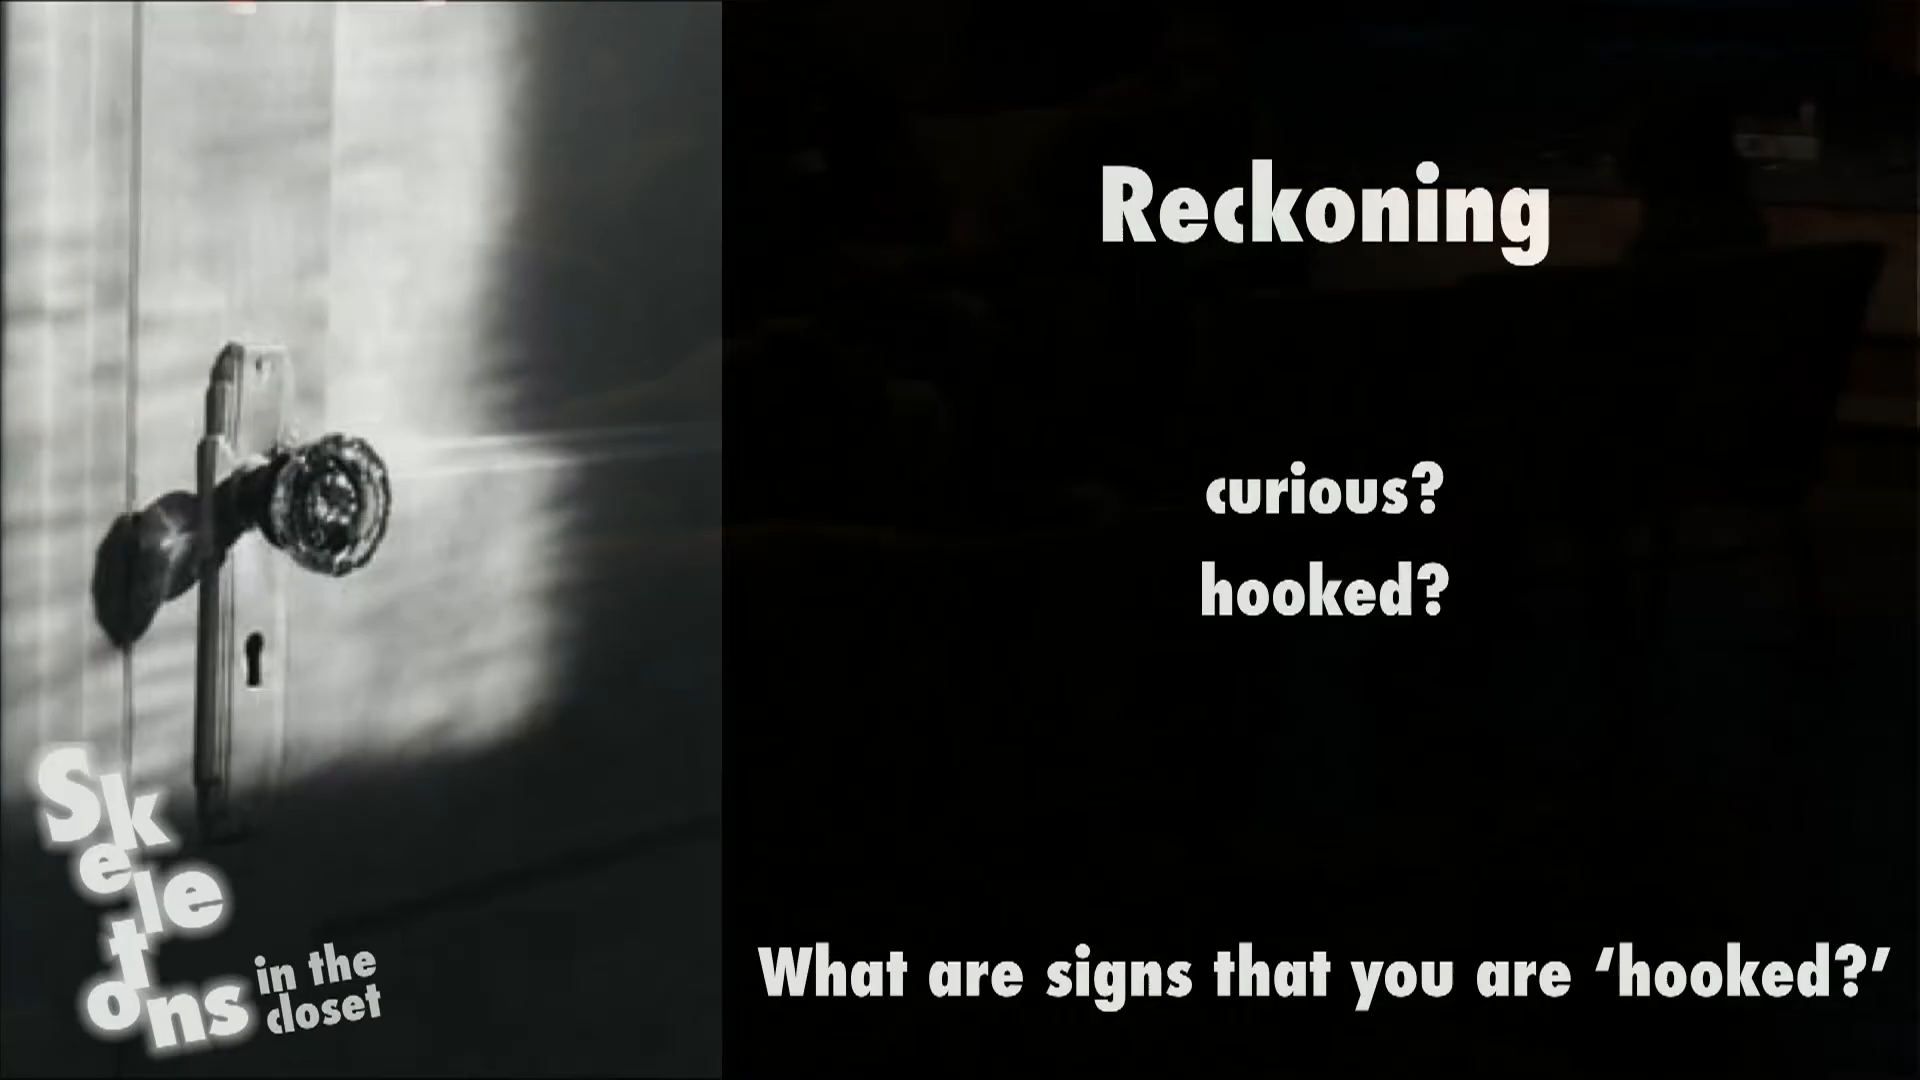 Reckoning
curious?
hooked?
What are signs that you are ‘hooked?’
Skeletons
in the
closet